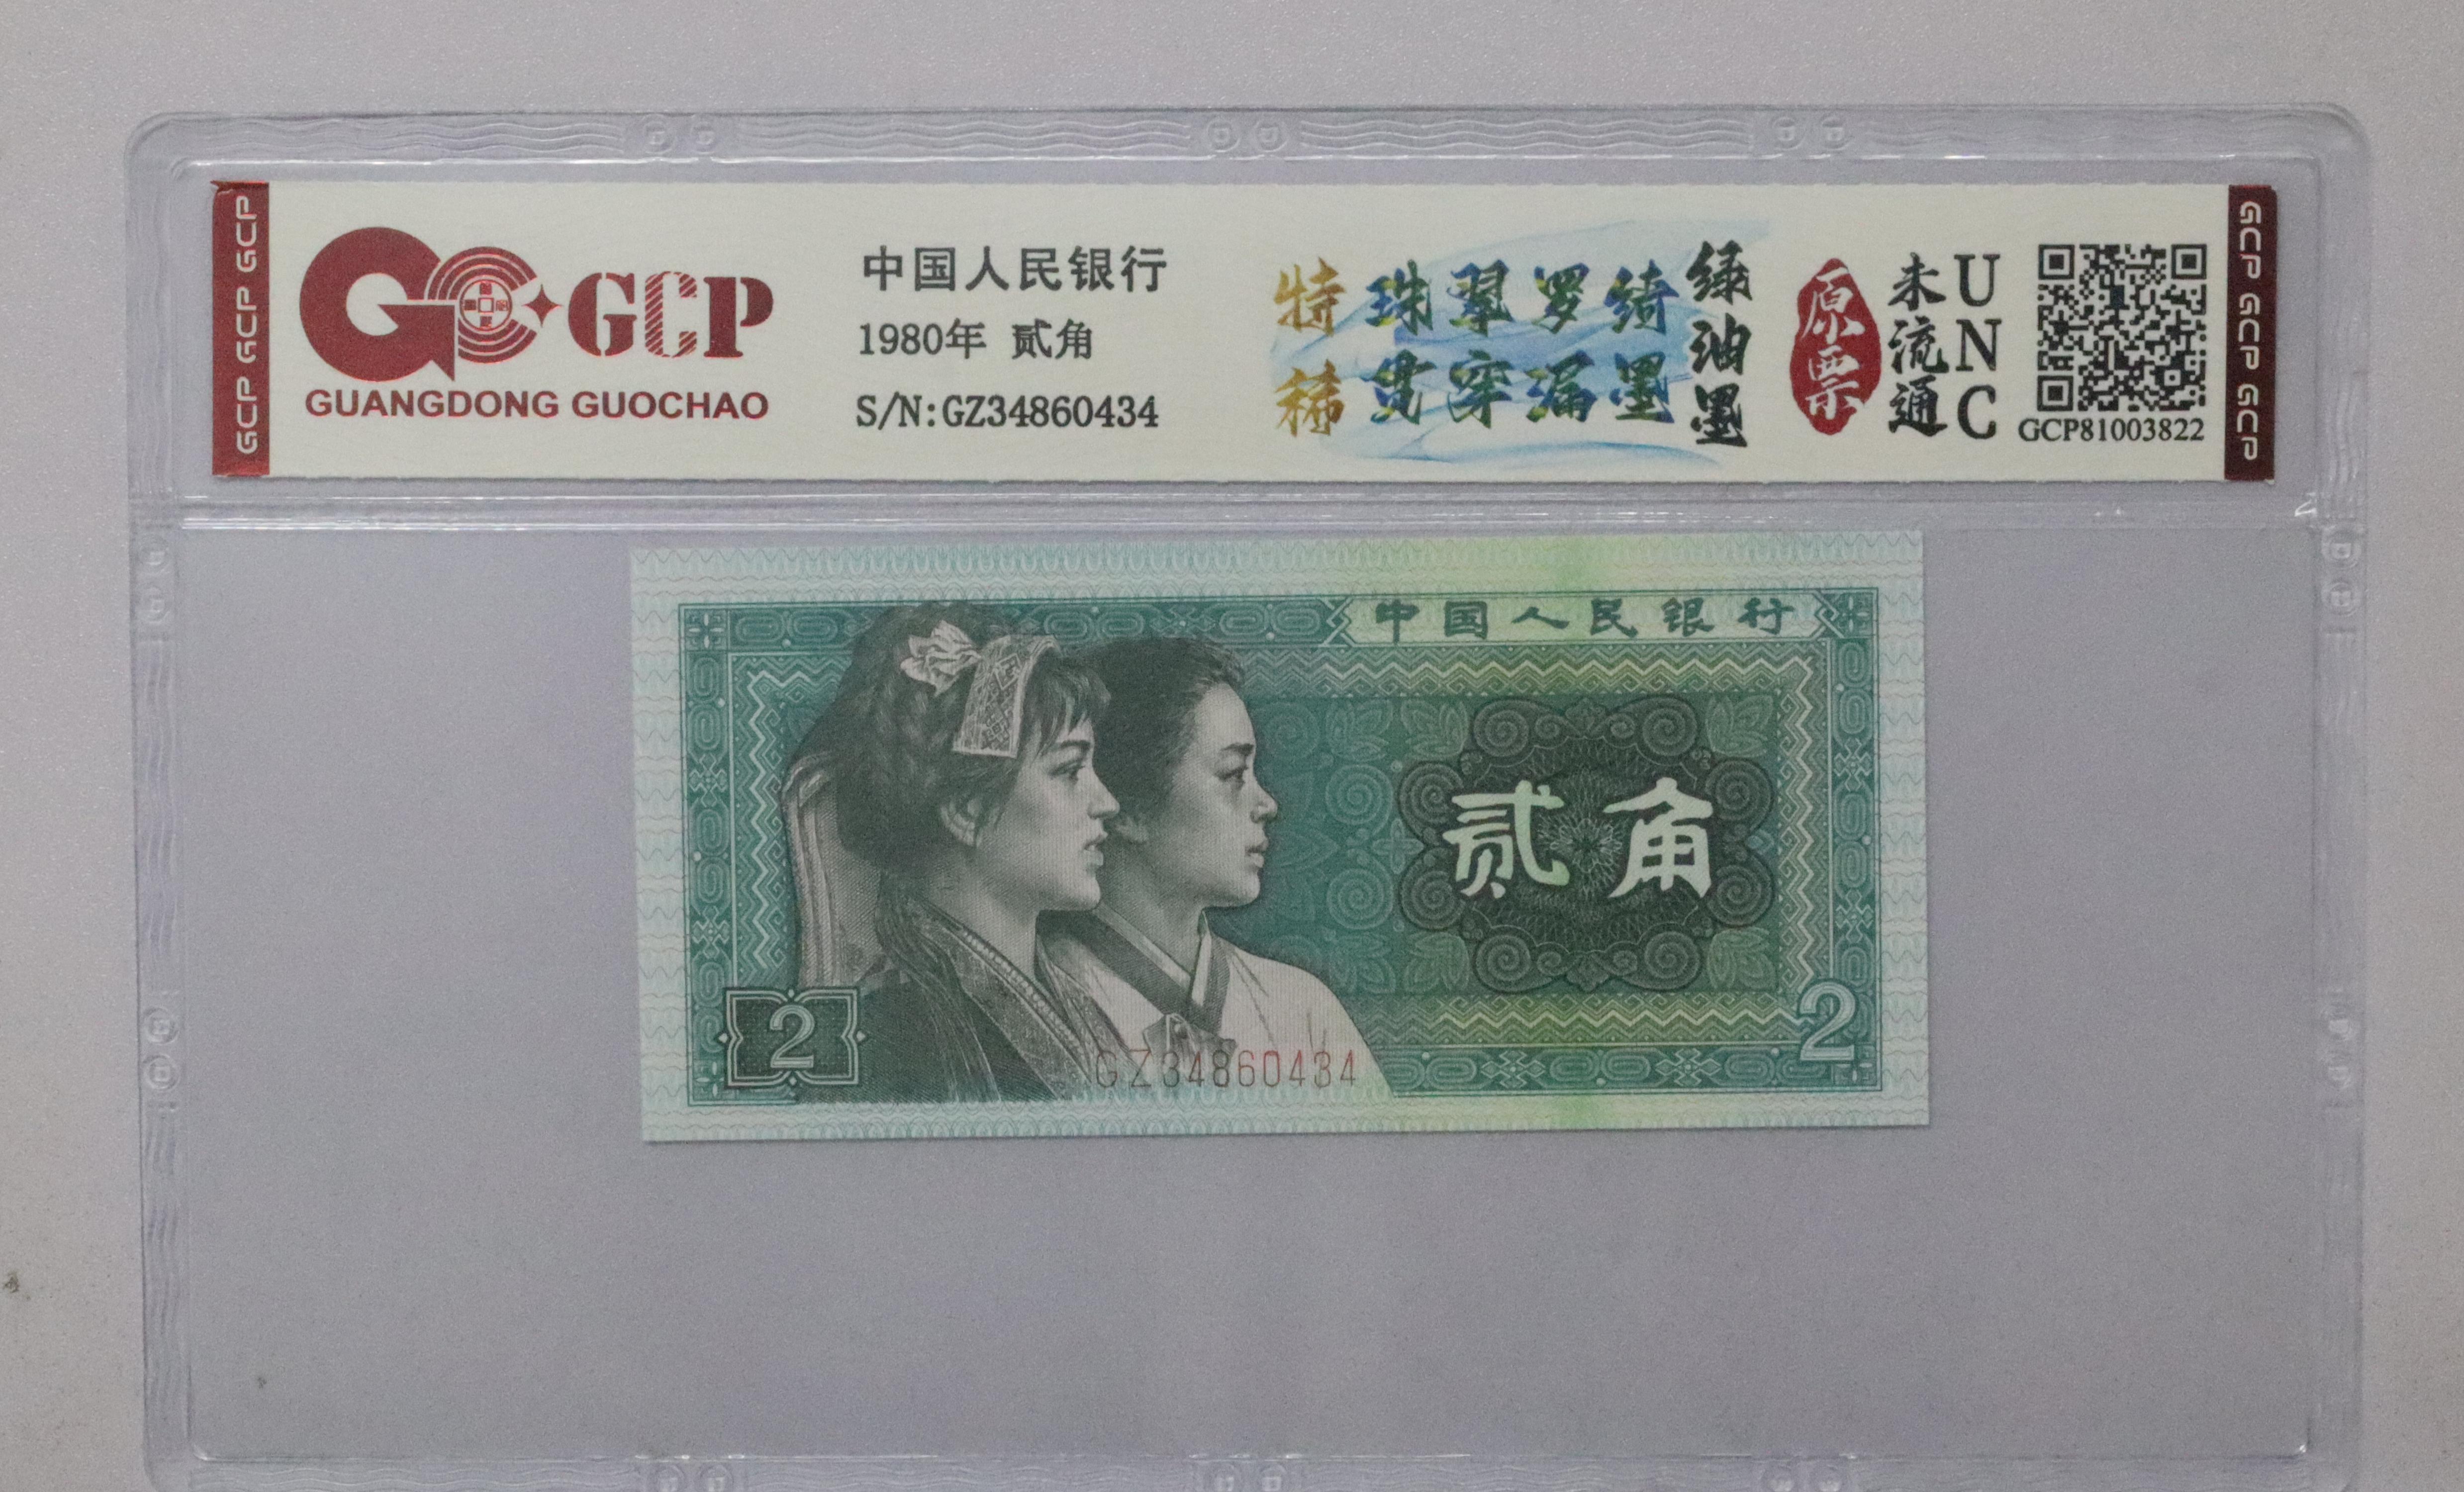 GCP GCP GCP
GCP
GUANGDONG GUOCHAO
中国人民银行
1980年 贰角
S/N:GZ34860434
特稀
珠翠罗绮
贯穿漏墨
绿油墨
原票
未流通
UNC
GCP81003822
GCP GCP GCP
中国人民银行
贰角
2
2
GZ34860434